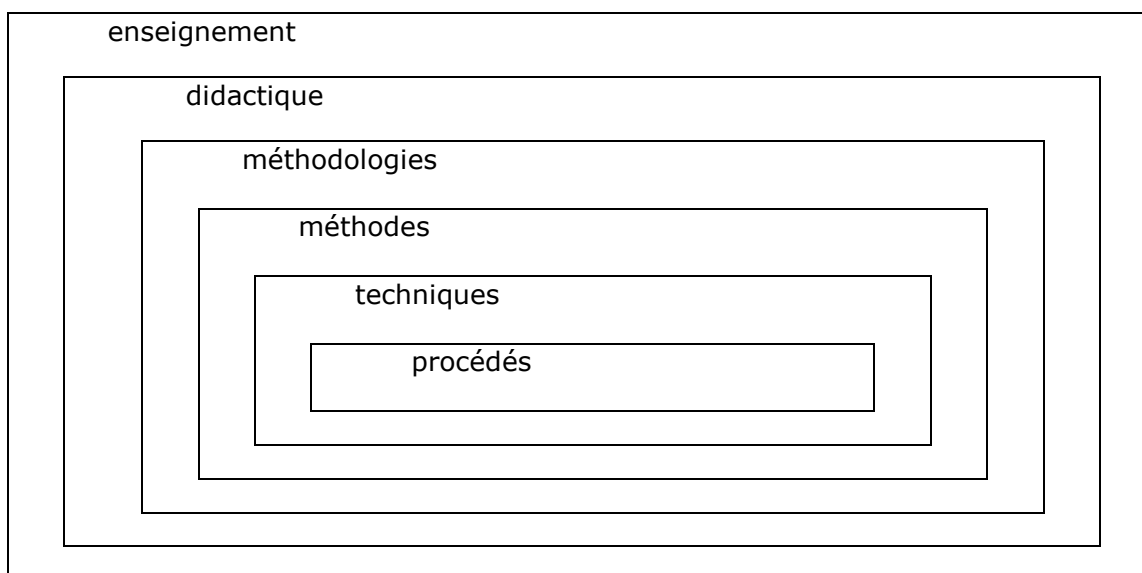 enseignement
didactique
méthodologies
méthodes
techniques
procédés